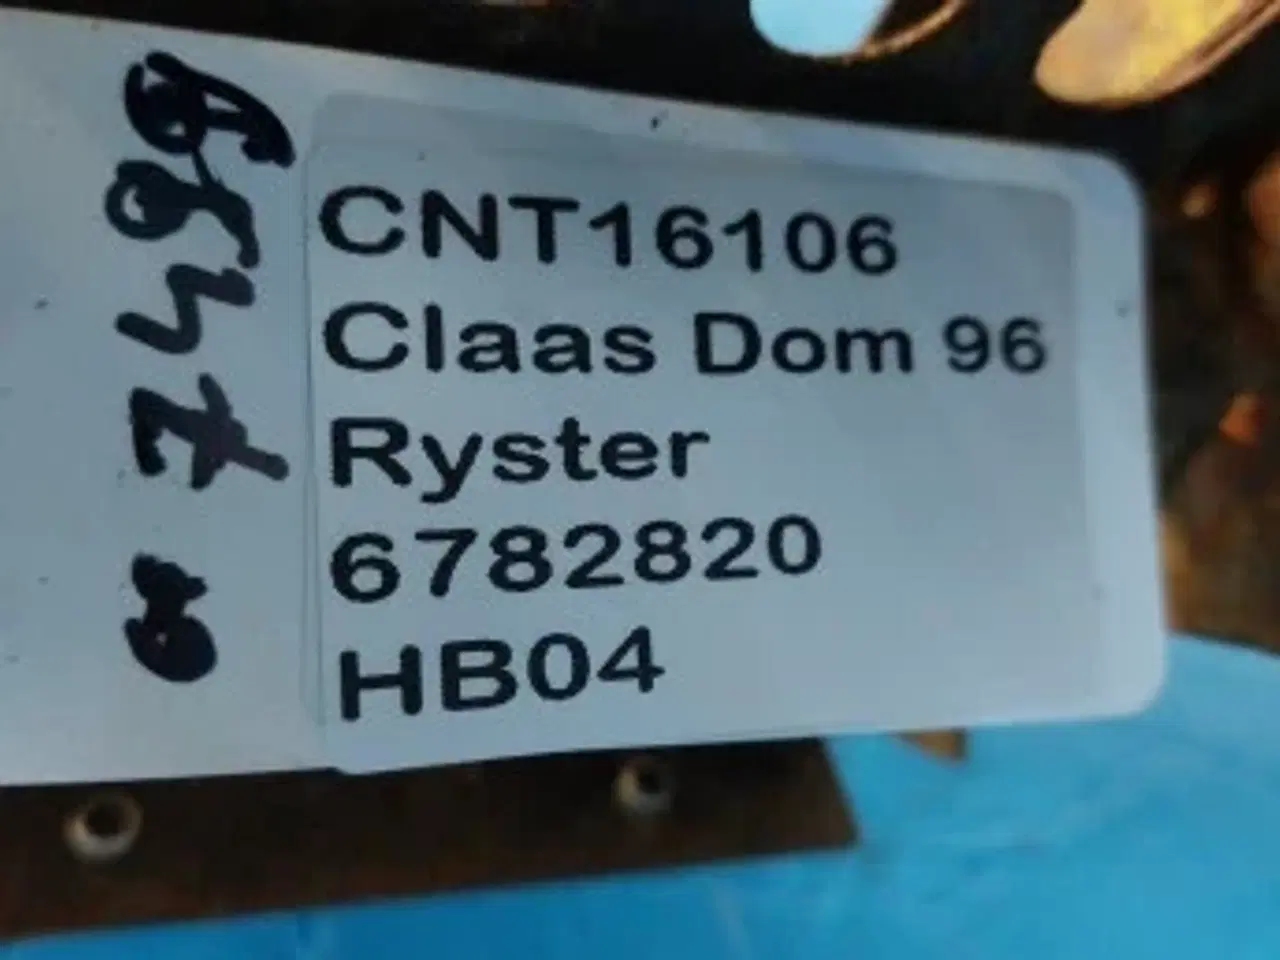 CNT16106
Claas Dom 96
Ryster
6782820
HB04